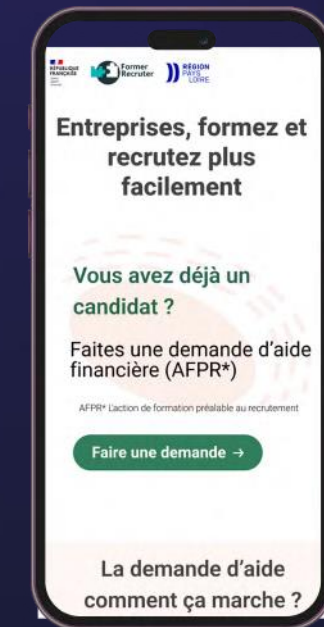 RÉPUBLIQUE
FRANÇAISE
Former
Recruter
RÉGION
PAYS
LOIRE
Entreprises, formez et
recrutez plus
facilement
Vous avez déjà un
candidat ?
Faites une demande d'aide
financière (AFPR*)
AFPR* L'action de formation préalable au recrutement
Faire une demande →
La demande d'aide
comment ça marche ?